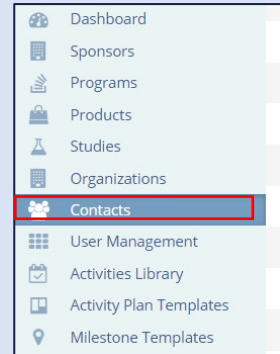 Dashboard
Sponsors
Programs
Products
Studies
Organizations
Contacts
User Management
Activities Library
Activity Plan Templates
Milestone Templates